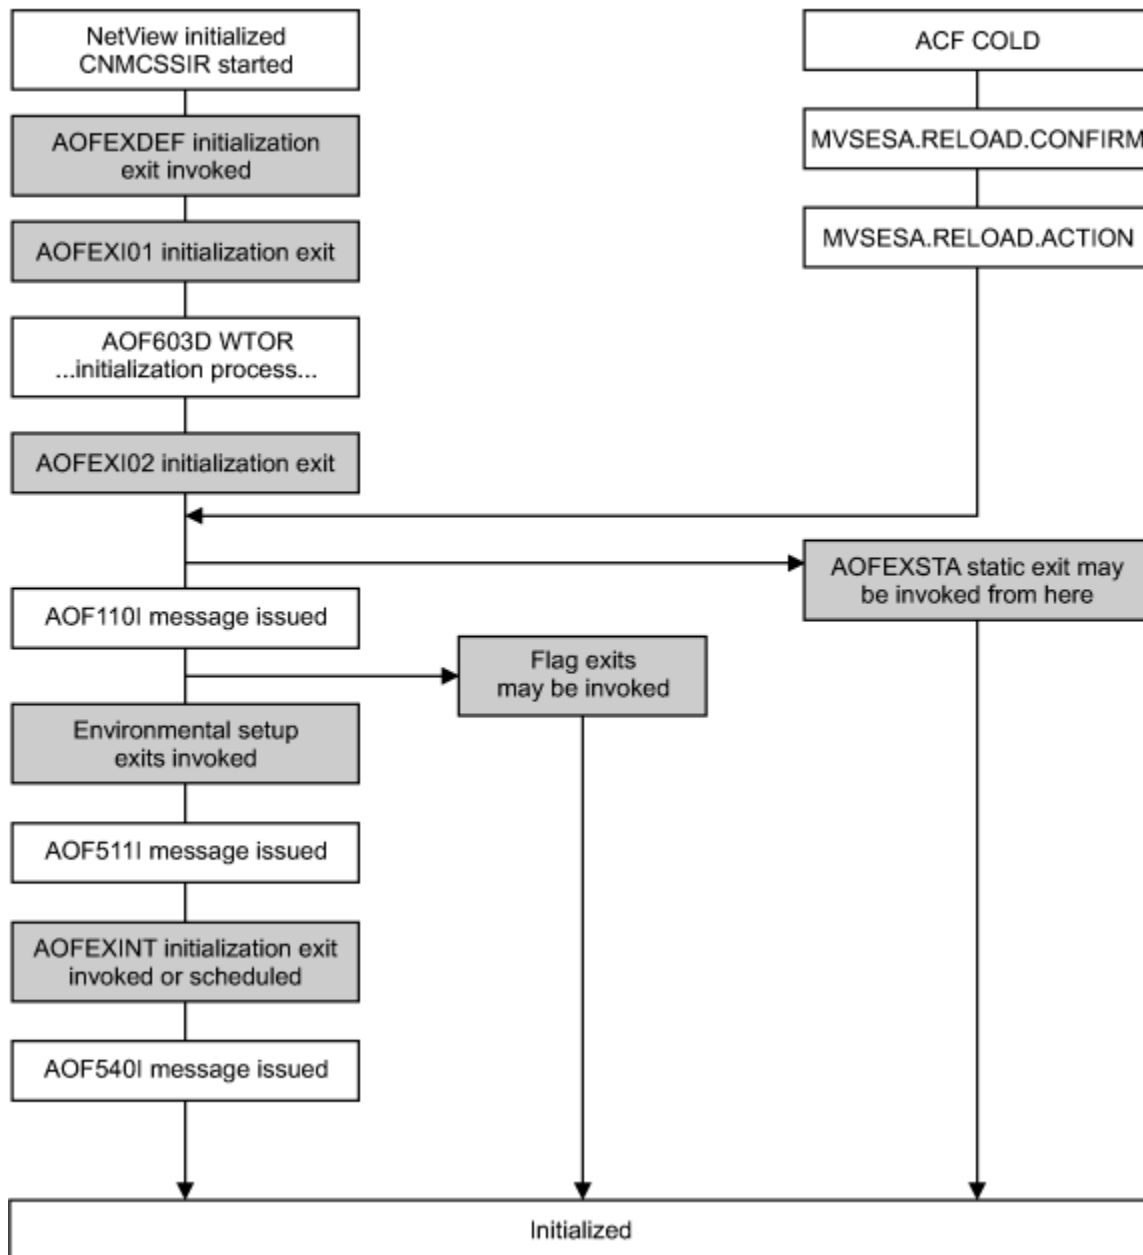 NetView initialized
CNMCSSIR started
ACF COLD
AOFEXDEF initialization
exit invoked
MVSESA.RELOAD.CONFIRM
AOFEXI01 initialization exit
MVSESA.RELOAD.ACTION
AOF603D WTOR
...initialization process...
AOFEXI02 initialization exit
AOFEXSTA static exit may
be invoked from here
AOF110I message issued
Flag exits
may be invoked
Environmental setup
exits invoked
AOF511I message issued
AOFEXINT initialization exit
invoked or scheduled
AOF540I message issued
Initialized